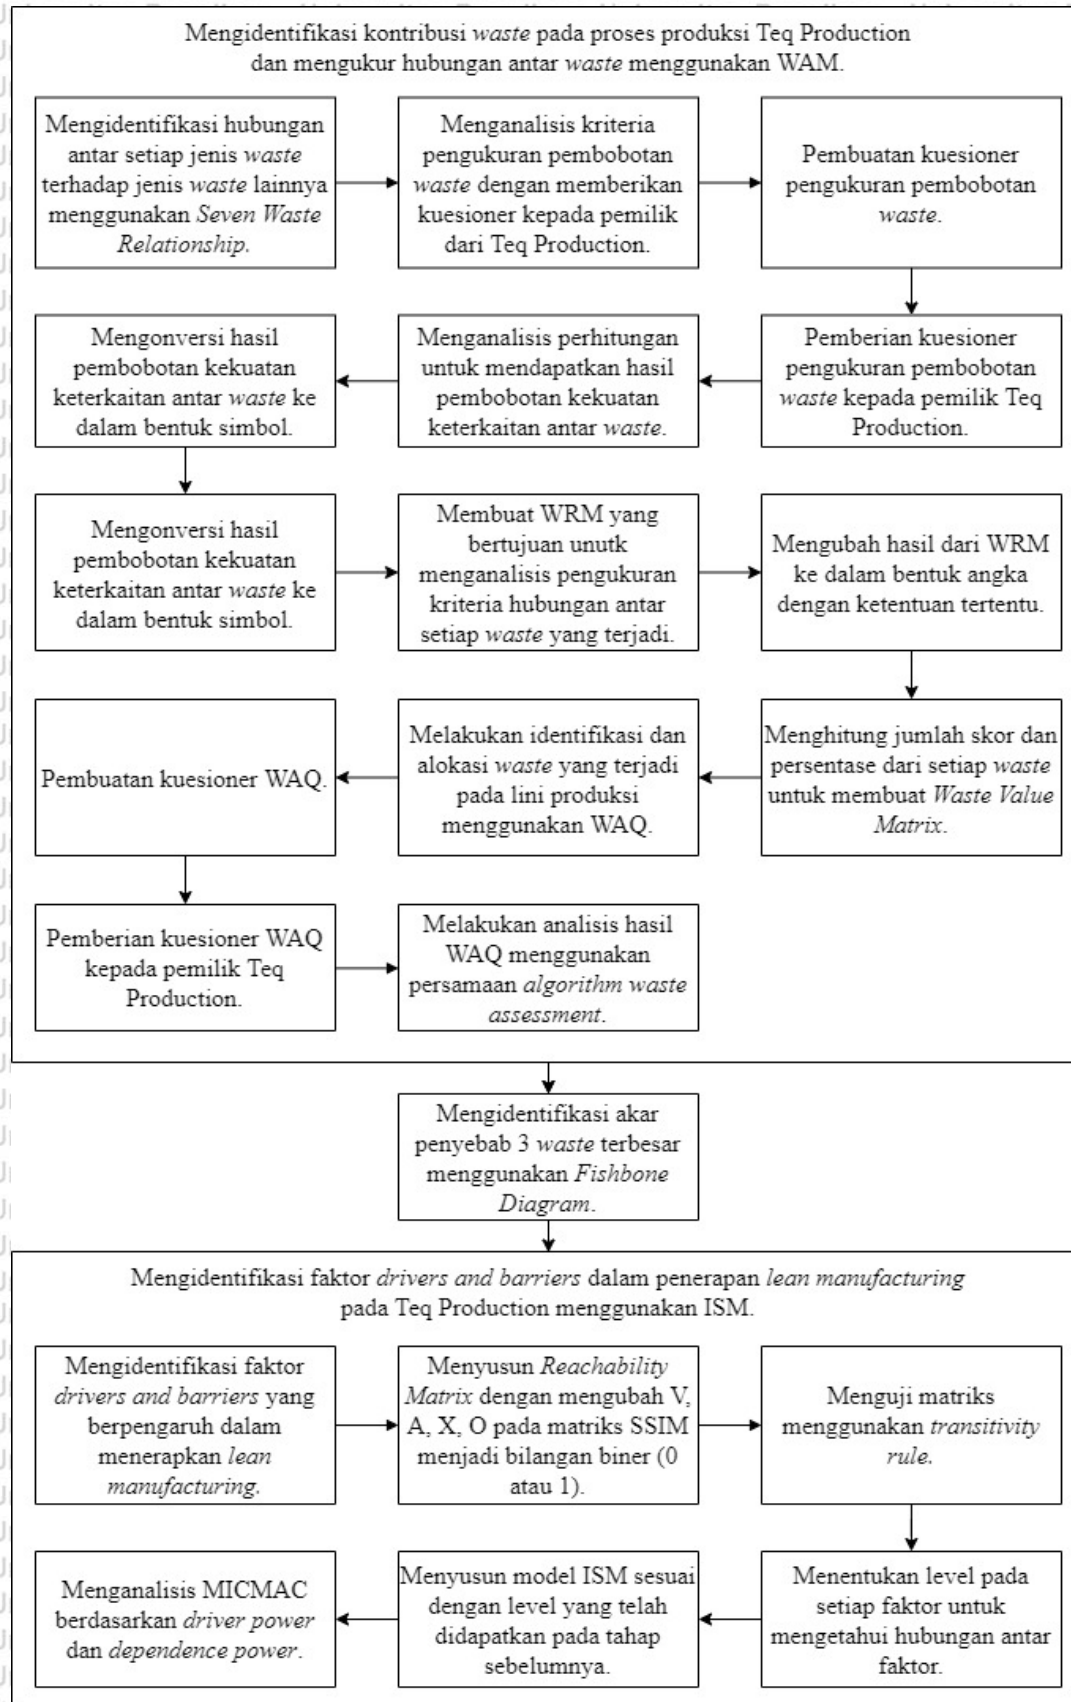 Mengidentifikasi kontribusi waste pada proses produksi Teq Production
dan mengukur hubungan antar waste menggunakan WAM.
Mengidentifikasi hubungan
antar setiap jenis waste
terhadap jenis waste lainnya
menggunakan Seven Waste
Relationship.
Menganalisis kriteria
pengukuran pembobotan
waste dengan memberikan
kuesioner kepada pemilik
dari Teq Production.
Pembuatan kuesioner
pengukuran pembobotan
waste.
Pemberian kuesioner
pengukuran pembobotan
waste kepada pemilik Teq
Production.
Menganalisis perhitungan
untuk mendapatkan hasil
pembobotan kekuatan
keterkaitan antar waste.
Mengonversi hasil
pembobotan kekuatan
keterkaitan antar waste ke
dalam bentuk simbol.
Mengonversi hasil
pembobotan kekuatan
keterkaitan antar waste ke
dalam bentuk simbol.
Membuat WRM yang
bertujuan unutk
menganalisis pengukuran
kriteria hubungan antar
setiap waste yang terjadi.
Mengubah hasil dari WRM
ke dalam bentuk angka
dengan ketentuan tertentu.
Menghitung jumlah skor dan
persentase dari setiap waste
untuk membuat Waste Value
Matrix.
Melakukan identifikasi dan
alokasi waste yang terjadi
pada lini produksi
menggunakan WAQ.
Pembuatan kuesioner WAQ.
Pemberian kuesioner WAQ
kepada pemilik Teq
Production.
Melakukan analisis hasil
WAQ menggunakan
persamaan algorithm waste
assessment.
Mengidentifikasi akar
penyebab 3 waste terbesar
menggunakan Fishbone
Diagram.
Mengidentifikasi faktor drivers and barriers dalam penerapan lean manufacturing
pada Teq Production menggunakan ISM.
Mengidentifikasi faktor
drivers and barriers yang
berpengaruh dalam
menerapkan lean
manufacturing.
Menyusun Reachability
Matrix dengan mengubah V,
A, X, O pada matriks SSIM
menjadi bilangan biner (0
atau 1).
Menguji matriks
menggunakan transitivity
rule.
Menentukan level pada
setiap faktor untuk
mengetahui hubungan antar
faktor.
Menyusun model ISM sesuai
dengan level yang telah
didapatkan pada tahap
sebelumnya.
Menganalisis MICMAC
berdasarkan driver power
dan dependence power.